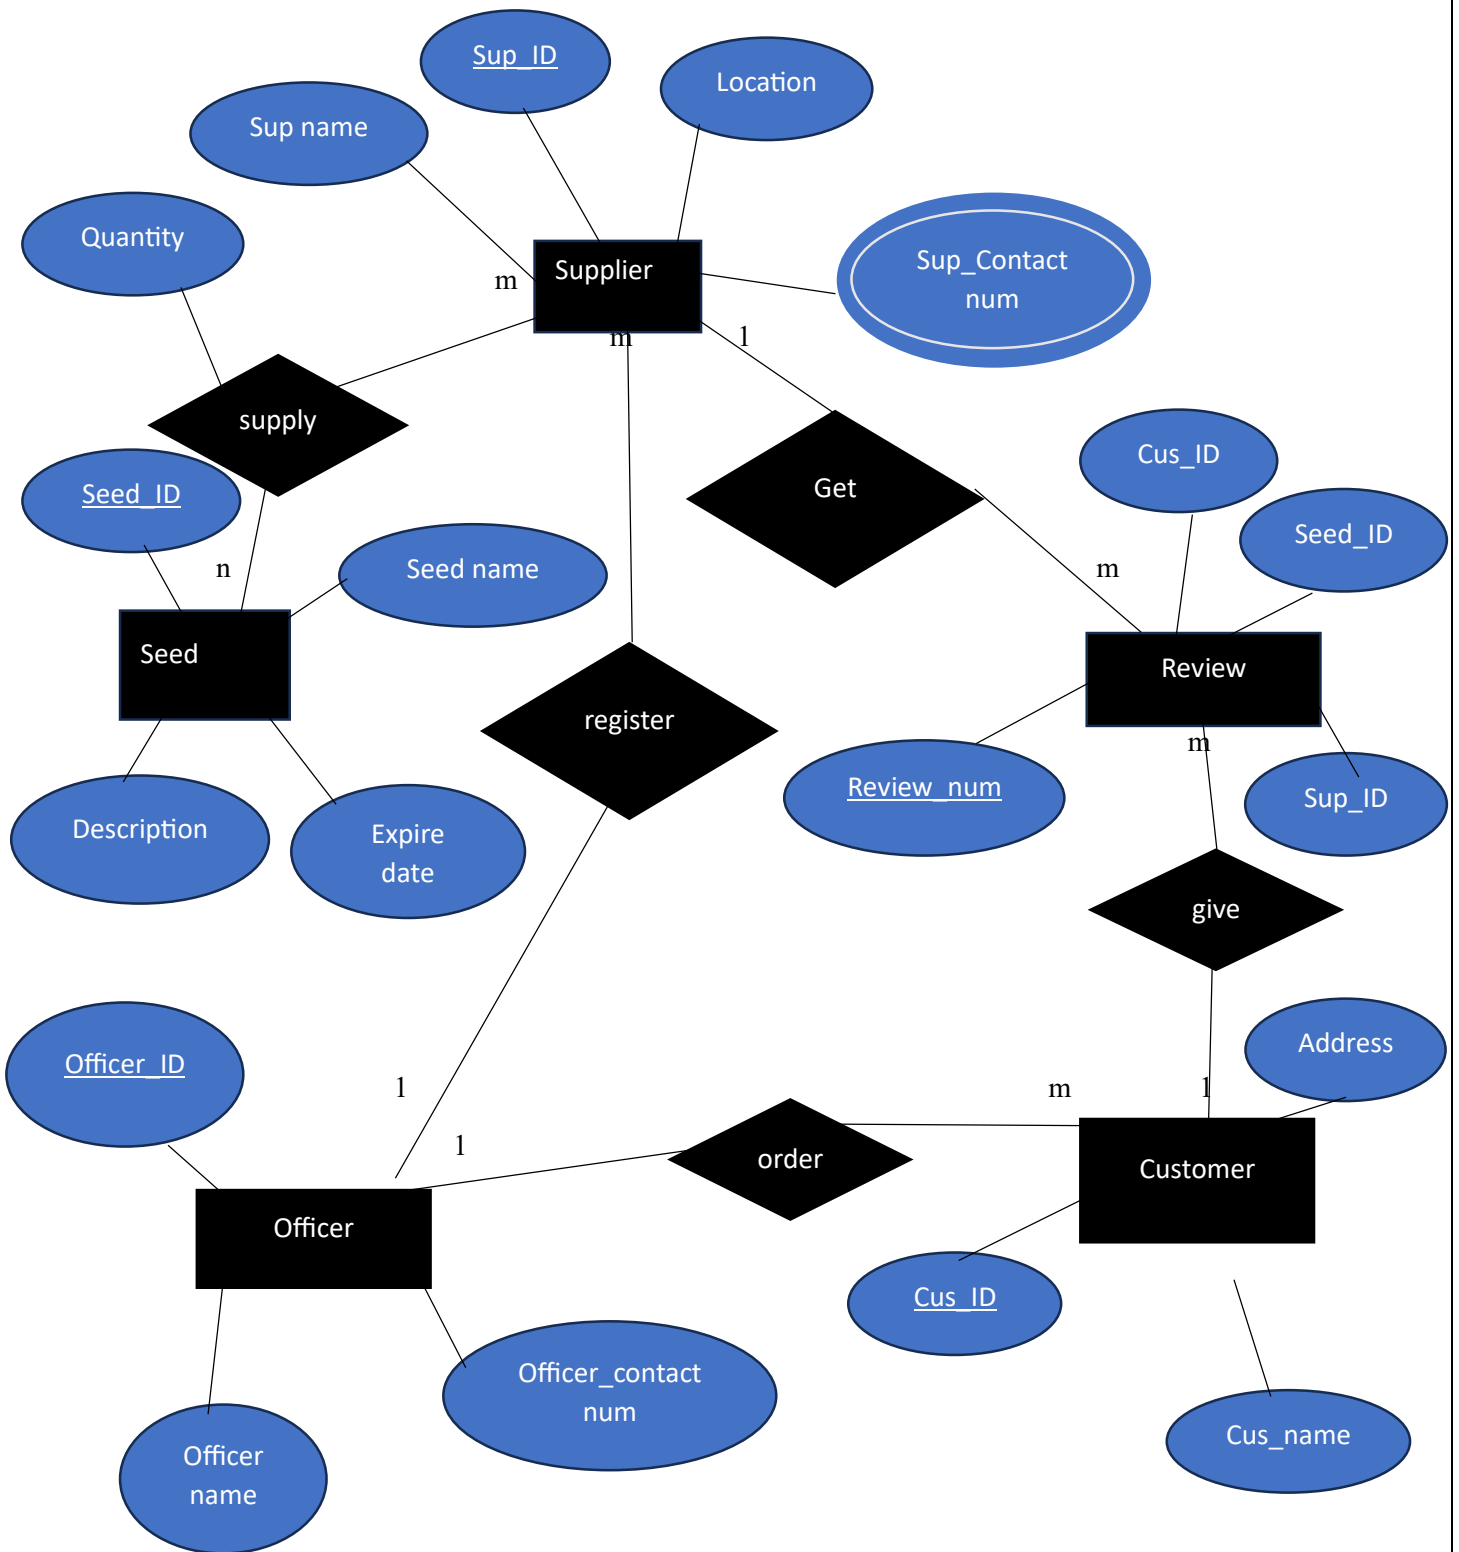 Sup_ID
Location
Sup name
Quantity
Supplier
Sup_Contact
num
m
m
1
supply
Cus_ID
Get
Seed_ID
Seed_ID
Seed name
n
m
Seed
Review
register
m
Review_num
Sup_ID
Description
Expire
date
give
Officer_ID
Address
1
m
1
1
order
Customer
Officer
Cus_ID
Officer_contact
num
Cus_name
Officer
name